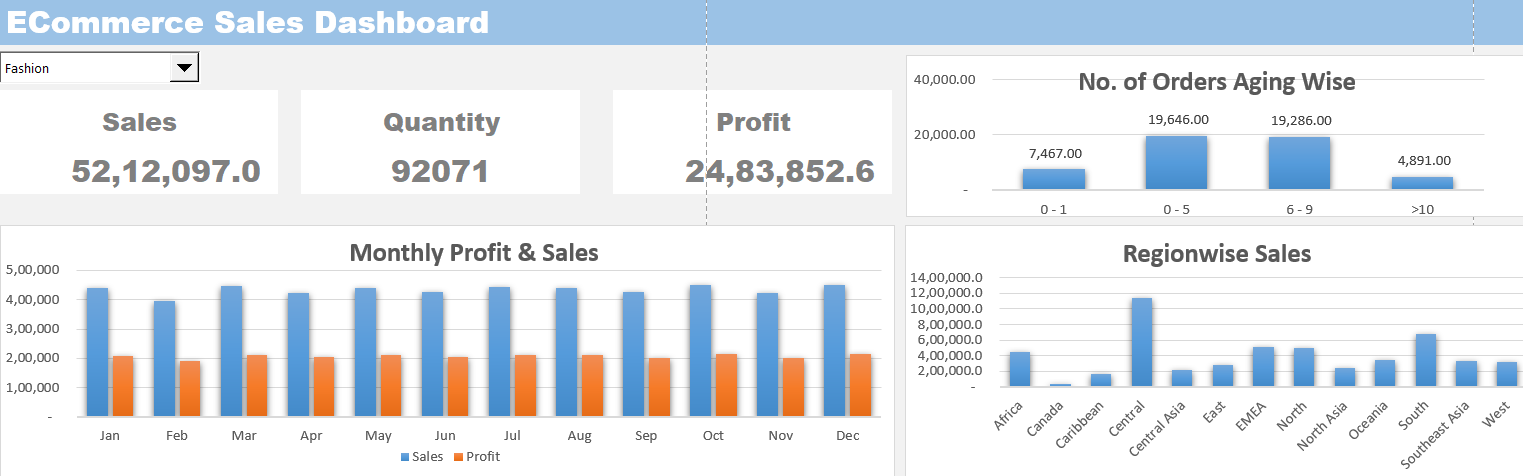 ECommerce Sales Dashboard
Fashion
Sales
52,12,097.0
Quantity
92071
Profit
24,83,852.6
No. of Orders Aging Wise
40,000.00
20,000.00
-
7,467.00
19,646.00
19,286.00
4,891.00
0 - 1
0 - 5
6 - 9
>10
Monthly Profit & Sales
5,00,000
4,00,000
3,00,000
2,00,000
1,00,000
-
Jan Feb Mar Apr May Jun Jul Aug Sep Oct Nov Dec
Sales Profit
Regionwise Sales
14,00,000.0
12,00,000.0
10,00,000.0
8,00,000.0
6,00,000.0
4,00,000.0
2,00,000.0
-
Africa
Canada
Caribbean
Central
Central Asia
East
EMEA
North
North Asia
Oceania
South
Southeast Asia
West